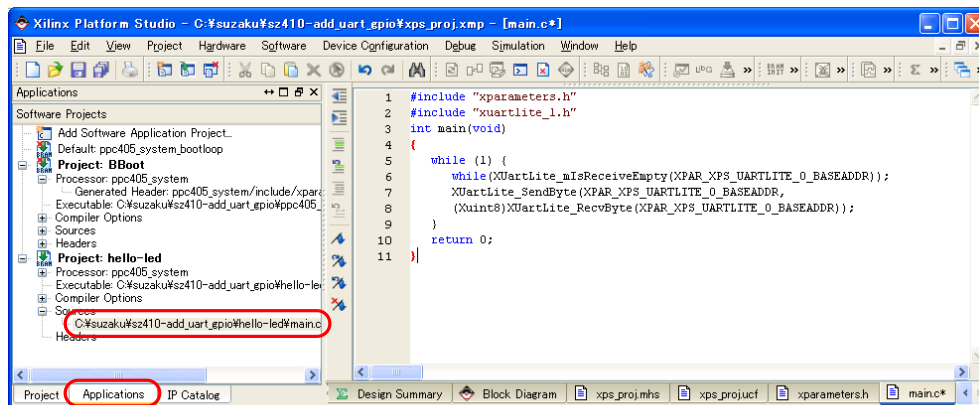 Xilinx Platform Studio - C:¥suzaku¥sz410-add_uart_gpio¥xps_proj.xmp - [main.c*]
File Edit View Project Hardware Software Device Configuration Debug Simulation Window Help
Applications
Software Projects
Add Software Application Project...
Default: ppc405_system_bootloop
Project: BBoot
Processor: ppc405_system
Generated Header: ppc405_system/include/xpara
Executable: C:¥suzaku¥sz410-add_uart_gpio¥ppc405_
Compiler Options
Sources
Headers
Project: hello-led
Processor: ppc405_system
Executable: C:¥suzaku¥sz410-add_uart_gpio¥hello-le
Compiler Options
Sources
C:¥suzaku¥sz410-add_uart_gpio¥hello-led¥main.c
Headers
Project Applications IP Catalog
1 #include "xparameters.h"
2 #include "xuartlite_l.h"
3 int main(void)
4 {
5 while (1) {
6 while(XUartLite_mIsReceiveEmpty(XPAR_XPS_UARTLITE_0_BASEADDR));
7 XUartLite_SendByte(XPAR_XPS_UARTLITE_0_BASEADDR,
8 (Xuint8)XUartLite_RecvByte(XPAR_XPS_UARTLITE_0_BASEADDR));
9 }
10 return 0;
11 }
Design Summary Block Diagram xps_proj.mhs xps_proj.ucf xparameters.h main.c*